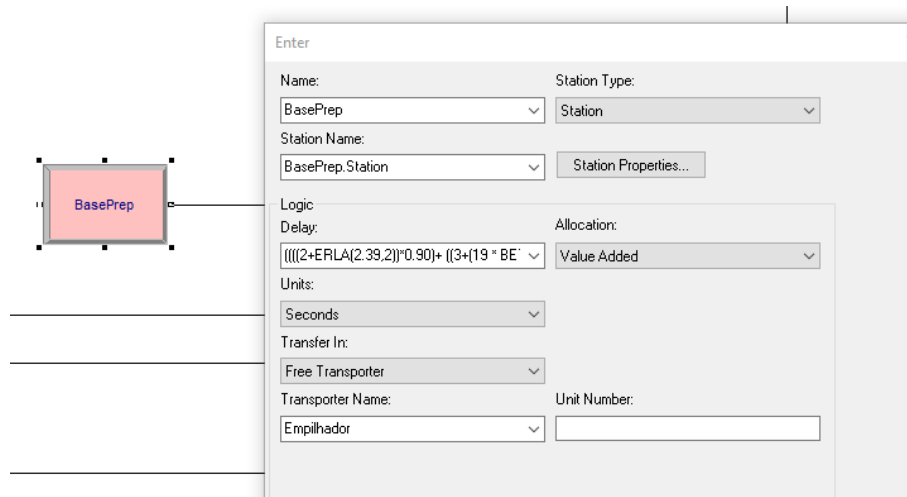 Enter
Name:
Station Type:
BasePrep
Station
Station Name:
BasePrep.Station
Station Properties...
BasePrep
Logic
Delay:
Allocation:
((((2+ERLA(2.39,2))*0.90)+ ((3+(19 * BE
Value Added
Units:
Seconds
Transfer In:
Free Transporter
Transporter Name:
Unit Number:
Empilhador